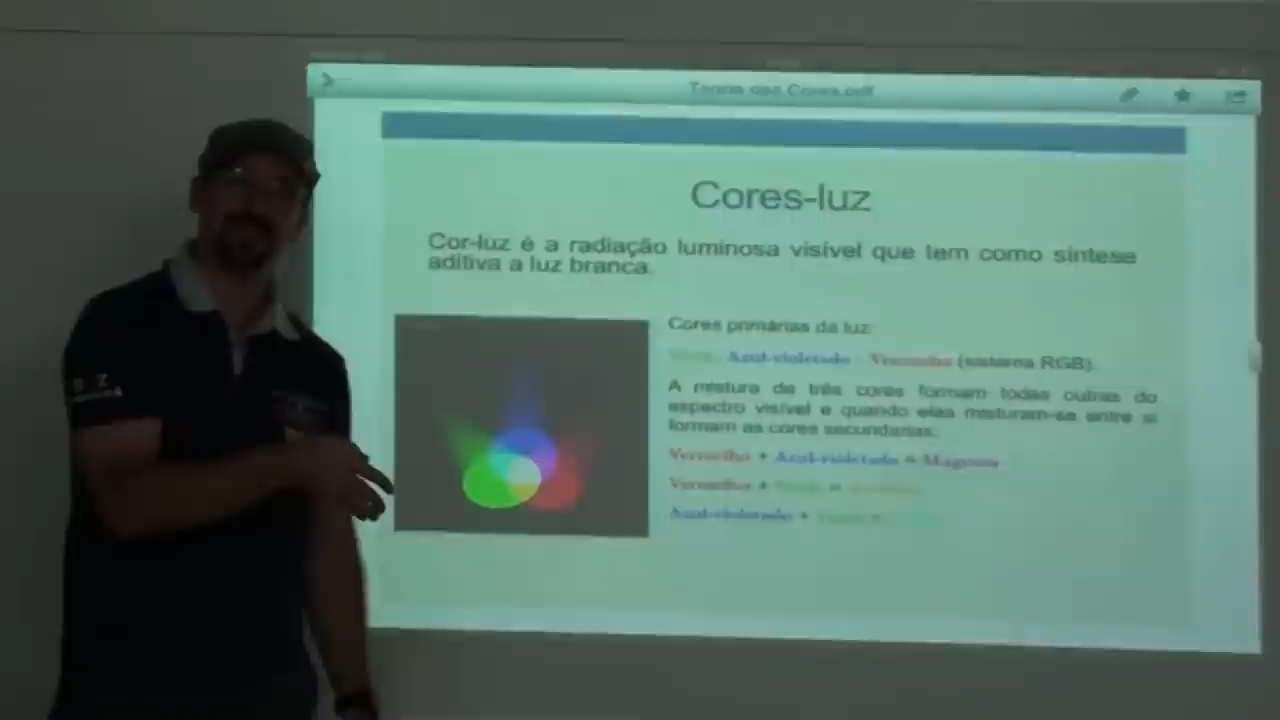 Teoria das Cores.pdf
Cores-luz
Cor-luz é a radiação luminosa visível que tem como síntese
aditiva a luz branca.
Cores primárias da luz:
Azul-violetado - Vermelho (sistema RGB).
A mistura de três cores formam todas outras do
espectro visível e quando elas misturam-se entre si
formam as cores secundárias.
Vermelho + Azul-violetado = Magenta
Vermelho + =
Azul-violetado +